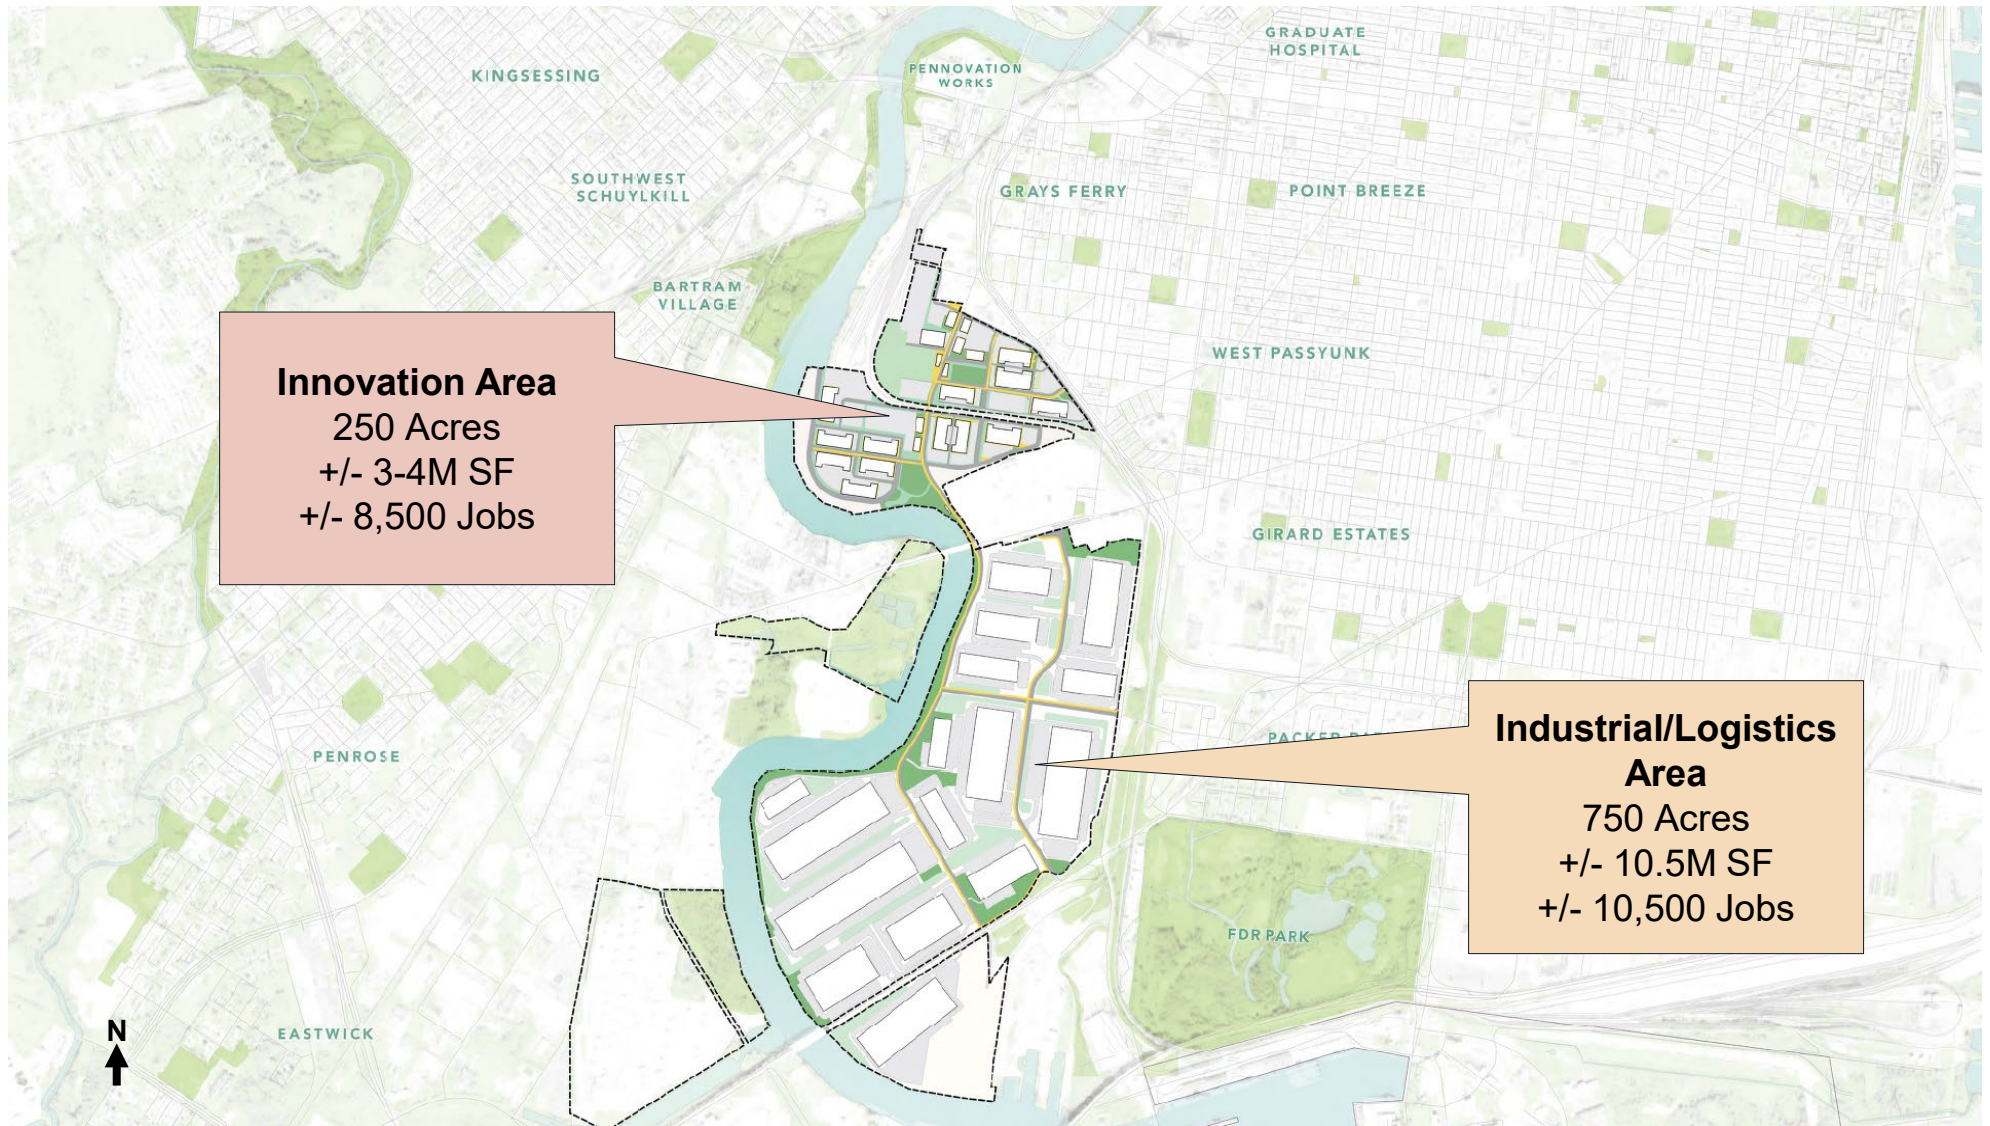 GRADUATE
HOSPITAL
KINGSESSING
PENNOVATION
WORKS
SOUTHWEST
SCHUYLKILL
GRAYS FERRY
POINT BREEZE
BARTRAM
VILLAGE
WEST PASSYUNK
Innovation Area
250 Acres
+/- 3-4M SF
+/- 8,500 Jobs
GIRARD ESTATES
PENROSE
PACKER
Industrial/Logistics
Area
750 Acres
+/- 10.5M SF
+/- 10,500 Jobs
FDR PARK
EASTWICK
N